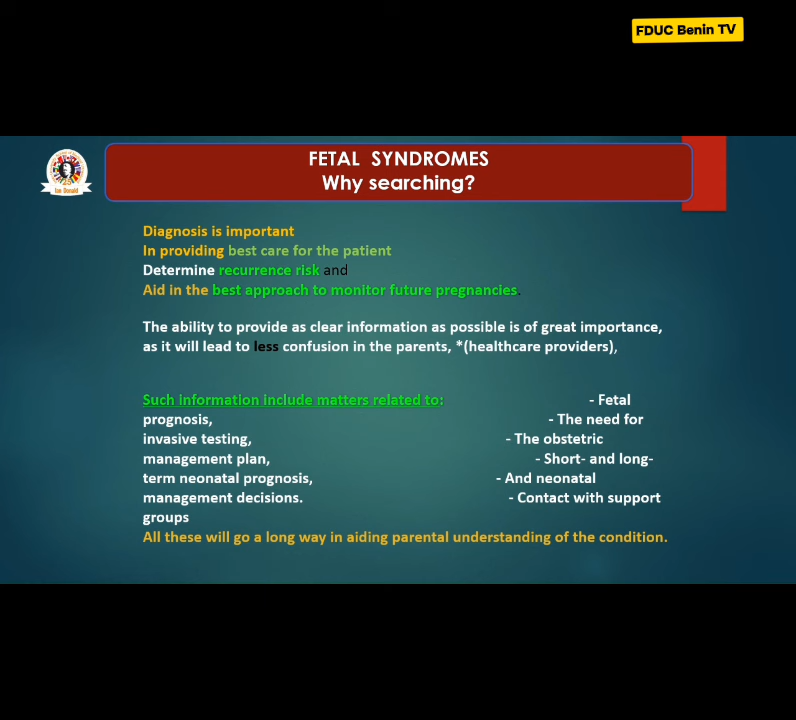 FDUC Benin TV
FETAL SYNDROMES
Why searching?
Ian Donald
Diagnosis is important
In providing best care for the patient
Determine recurrence risk and
Aid in the best approach to monitor future pregnancies.
The ability to provide as clear information as possible is of great importance,
as it will lead to less confusion in the parents, *(healthcare providers),
Such information include matters related to: - Fetal
prognosis, - The need for
invasive testing, - The obstetric
management plan, - Short- and long-
term neonatal prognosis, - And neonatal
management decisions. - Contact with support
groups
All these will go a long way in aiding parental understanding of the condition.